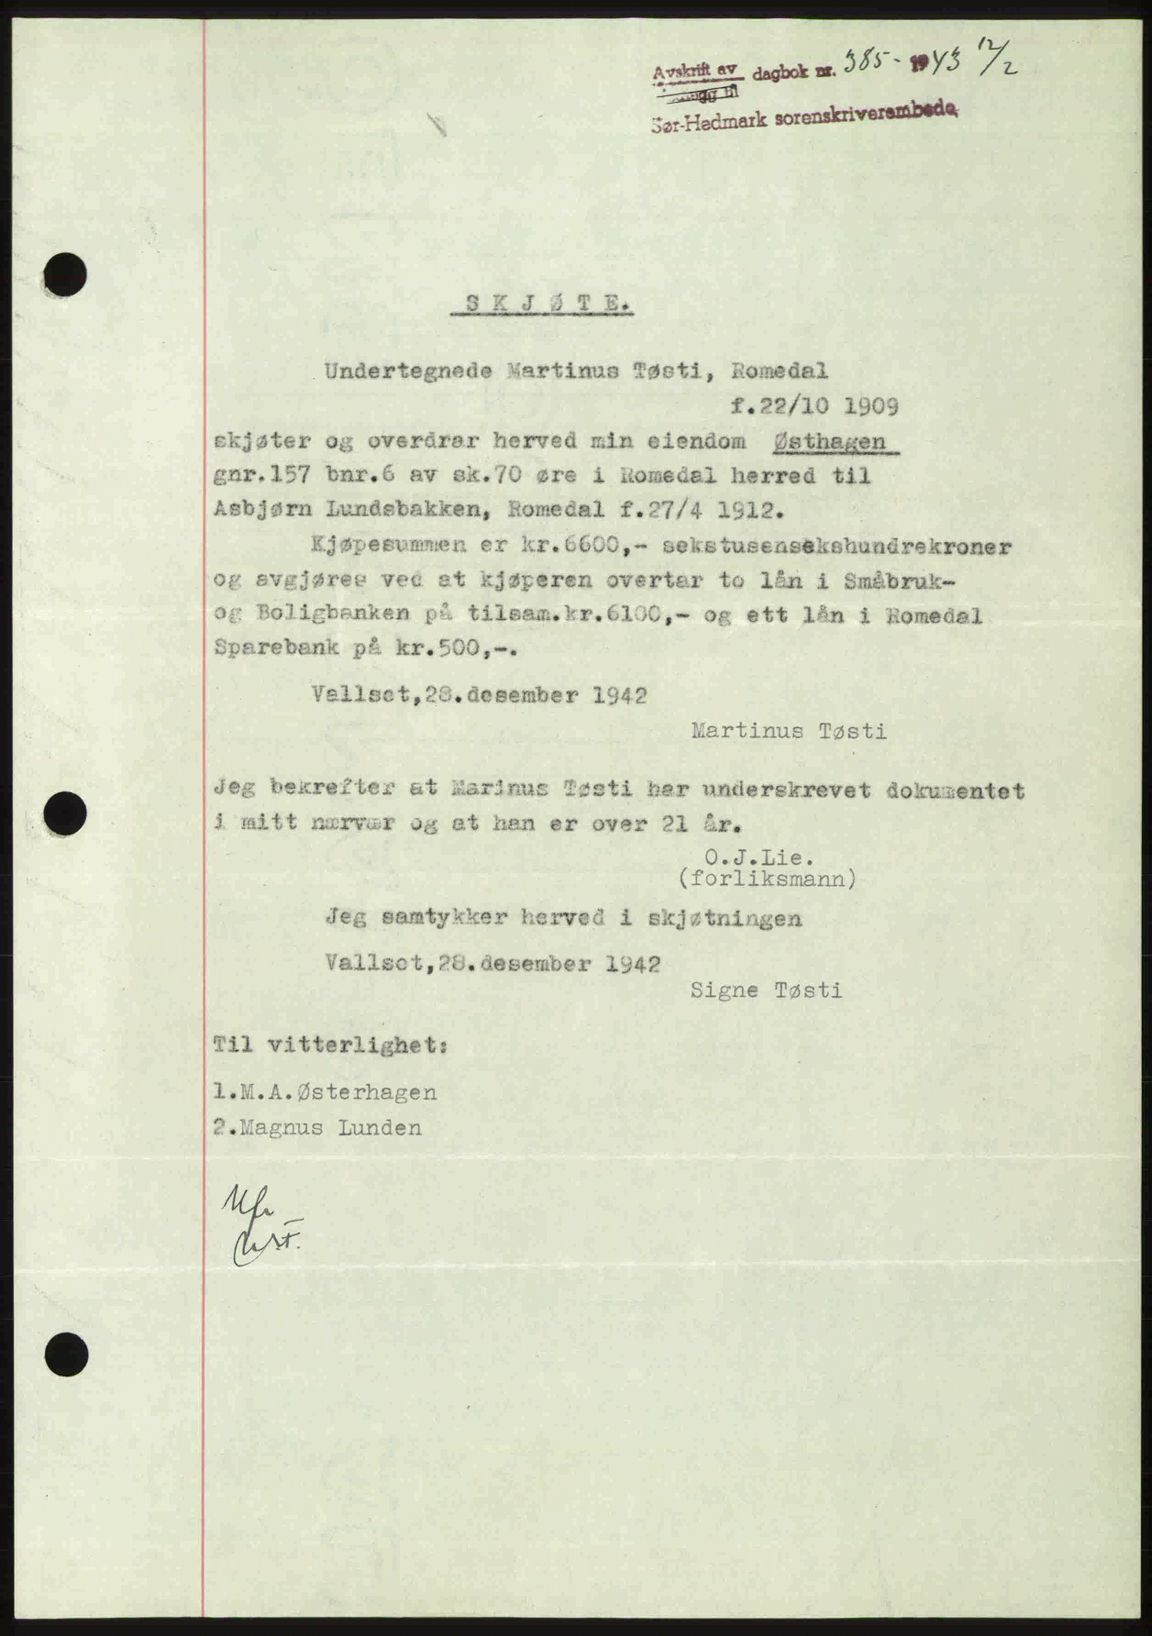 Avskrift av dagbok nr. 385 - 1943 12/2
Sør-Hedmark sorenskriverembede
SKJØTE.
Undertegnede Martinus Tøsti, Romedal
f.22/10 1909
skjøter og overdrar herved min eiendom Østhagen
gnr.157 bnr.6 av sk.70 øre i Romedal herred til
Asbjørn Lundsbakken, Romedal f.27/4 1912.
Kjøpesummen er kr.6600,- sekstusensekshundrekroner
og avgjøres ved at kjøperen overtar to lån i Småbruk-
og Boligbanken på tilsam.kr.6100,- og ett lån i Romedal
Sparebank på kr.500,-.
Vallset,28.desember 1942
Martinus Tøsti
Jeg bekrefter at Marinus Tøsti har underskrevet dokumentet
i mitt nærvær og at han er over 21 år.
O.J.Lie.
(forliksmann)
Jeg samtykker herved i skjøtningen
Vallset,28.desember 1942
Signe Tøsti
Til vitterlighet:
1.M.A.Østerhagen
2.Magnus Lunden